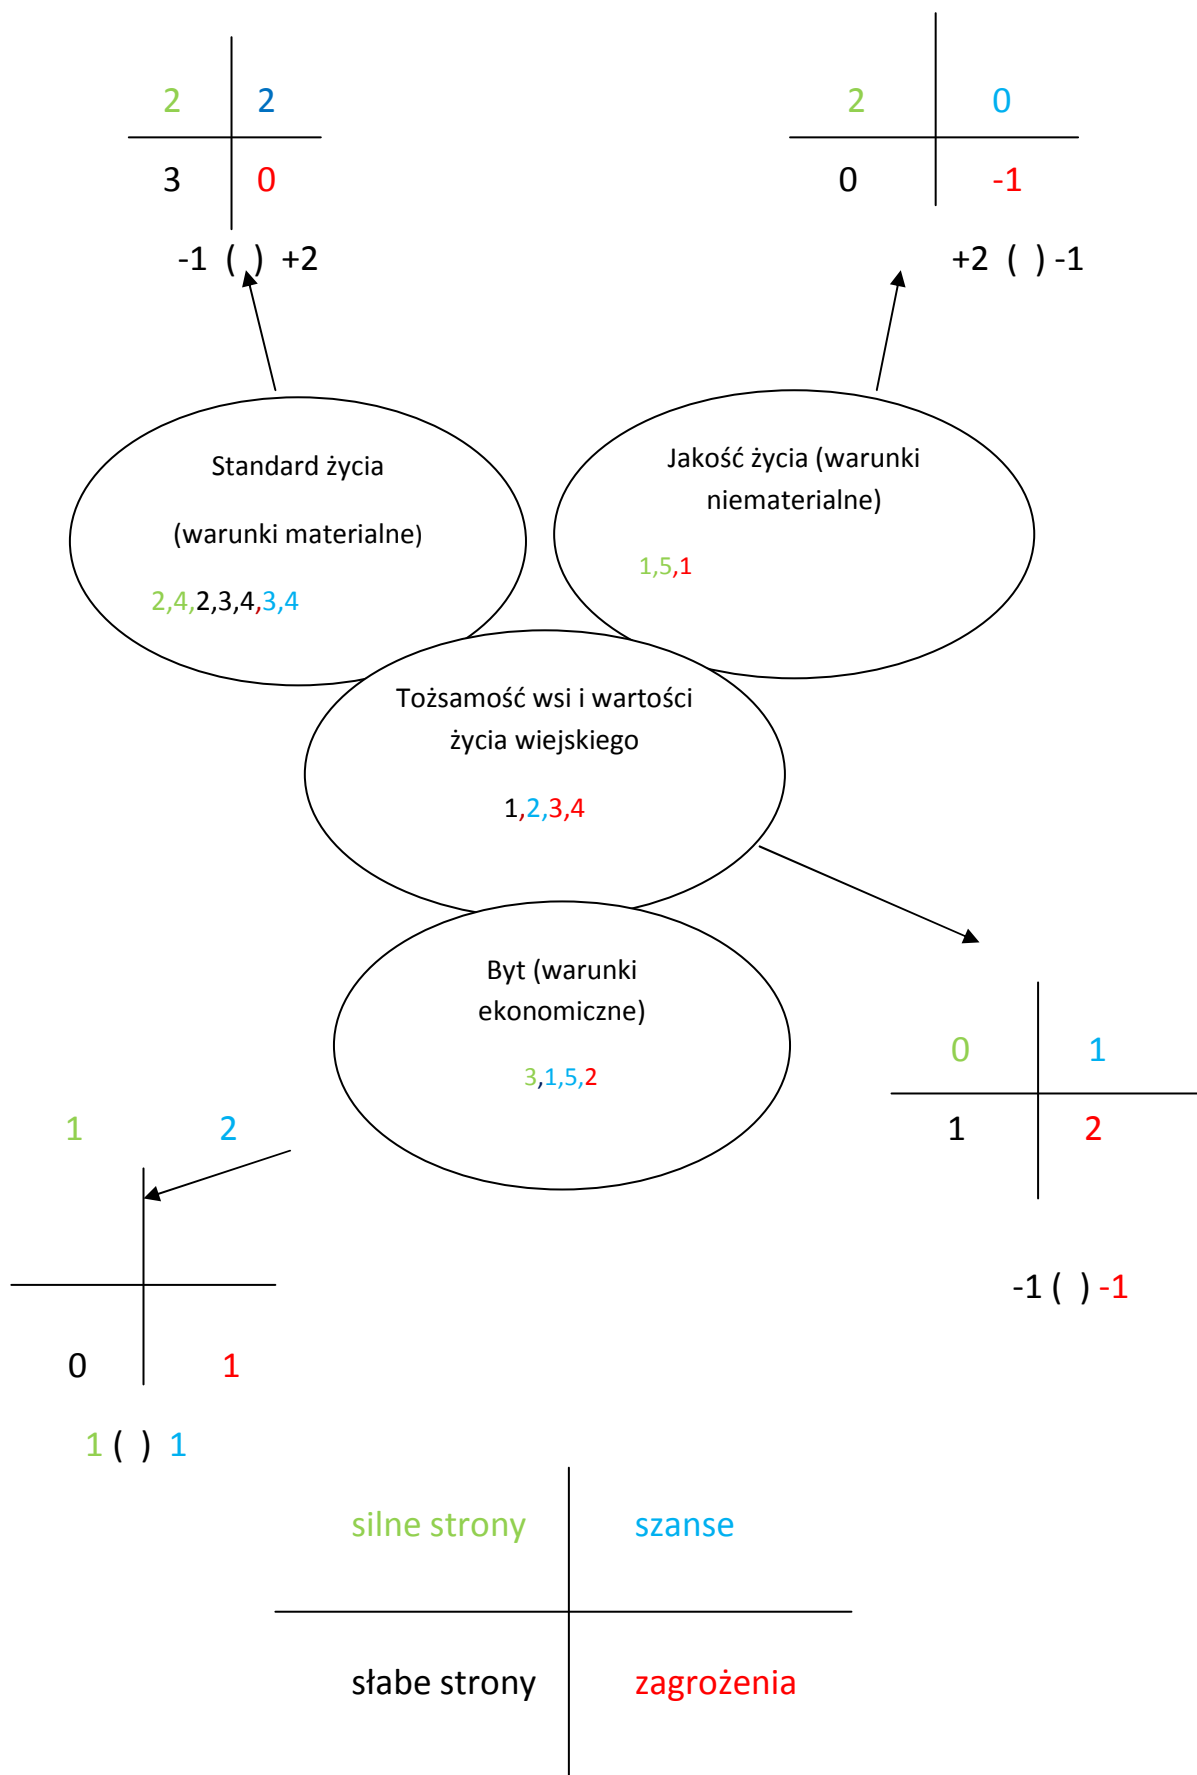 2 2
3 0
-1 ( ) +2
2 0
0 -1
+2 ( ) -1
Standard życia
(warunki materialne)
2,4,2,3,4,3,4
Jakość życia (warunki
niematerialne)
1,5,1
Tożsamość wsi i wartości
życia wiejskiego
1,2,3,4
Byt (warunki
ekonomiczne)
3,1,5,2
0 1
1 2
-1 ( ) -1
1 2
0 1
1 ( ) 1
silne strony szanse
słabe strony zagrożenia